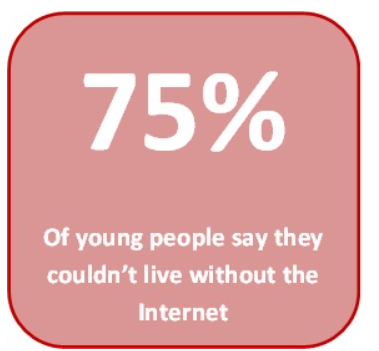 75%
Of young people say they
couldn’t live without the
Internet